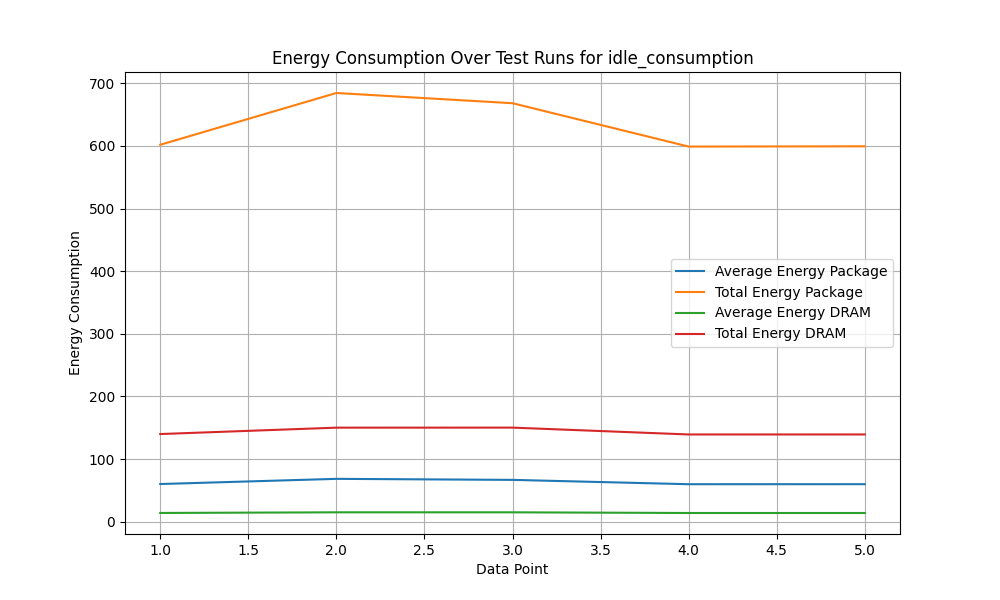 Energy Consumption Over Test Runs for idle_consumption
700
600
500
400
300
200
100
0
Energy Consumption
Average Energy Package
Total Energy Package
Average Energy DRAM
Total Energy DRAM
1.0 1.5 2.0 2.5 3.0 3.5 4.0 4.5 5.0
Data Point